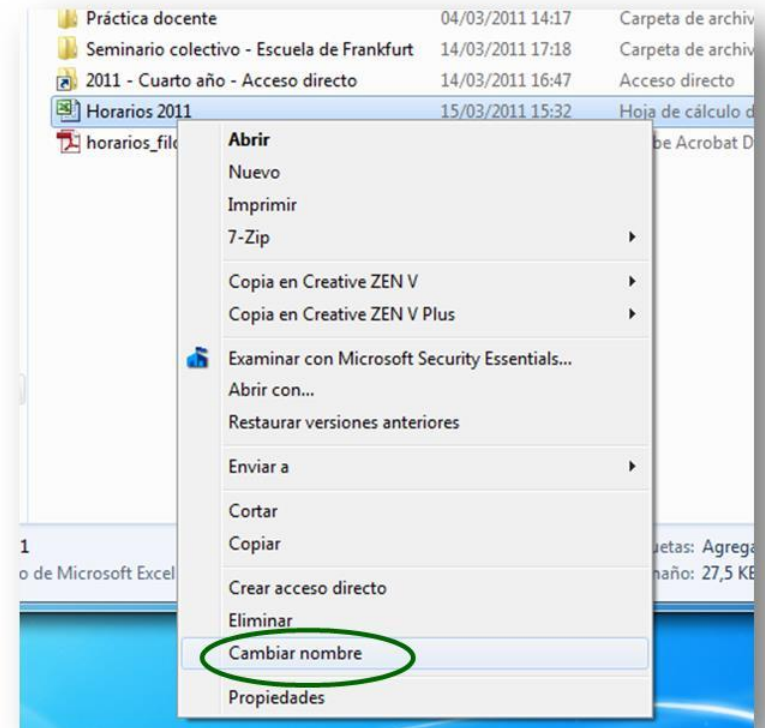 Práctica docente 04/03/2011 14:17 Carpeta de archiv
Seminario colectivo - Escuela de Frankfurt 14/03/2011 17:18 Carpeta de archiv
2011 - Cuarto año - Acceso directo 14/03/2011 16:47 Acceso directo
Horarios 2011 15/03/2011 15:32 Hoja de cálculo d
horarios_filo be Acrobat D
Abrir
Nuevo
Imprimir
7-Zip
Copia en Creative ZEN V
Copia en Creative ZEN V Plus
Examinar con Microsoft Security Essentials...
Abrir con...
Restaurar versiones anteriores
Enviar a
Cortar
Copiar
1 uetas: Agrega
o de Microsoft Excel naño: 27,5 KB
Crear acceso directo
Eliminar
Cambiar nombre
Propiedades